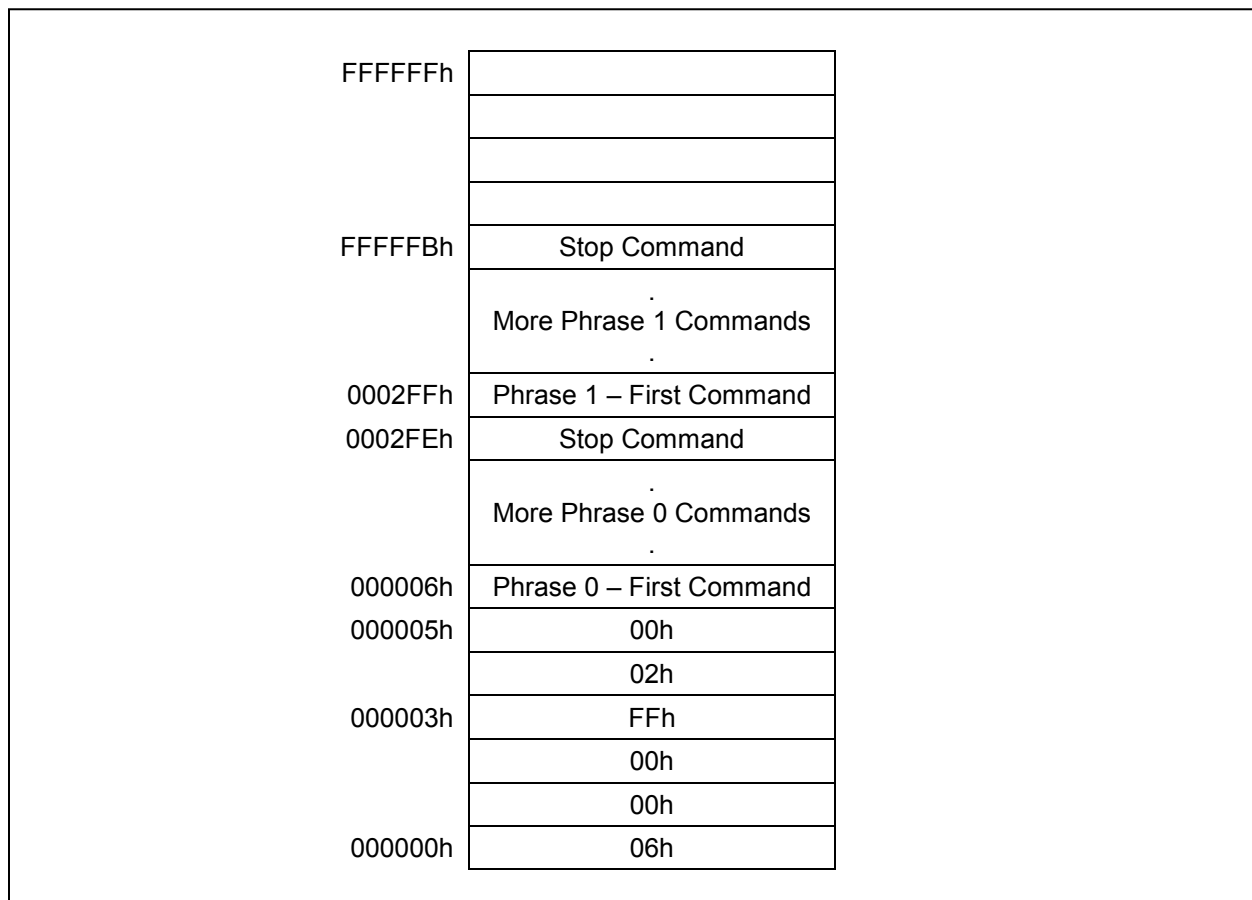 FFFFFFh
FFFFFBh Stop Command
.
More Phrase 1 Commands
.
0002FFh Phrase 1 – First Command
0002FEh Stop Command
.
More Phrase 0 Commands
.
000006h Phrase 0 – First Command
000005h 00h
02h
000003h FFh
00h
00h
000000h 06h